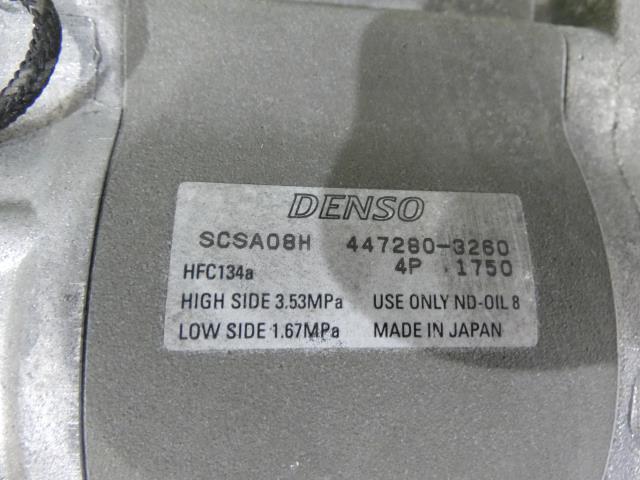 DENSO
SCSA08H 447280-3260
HFC134a 4P 1750
HIGH SIDE 3.53MPa USE ONLY ND-OIL 8
LOW SIDE 1.67MPa MADE IN JAPAN